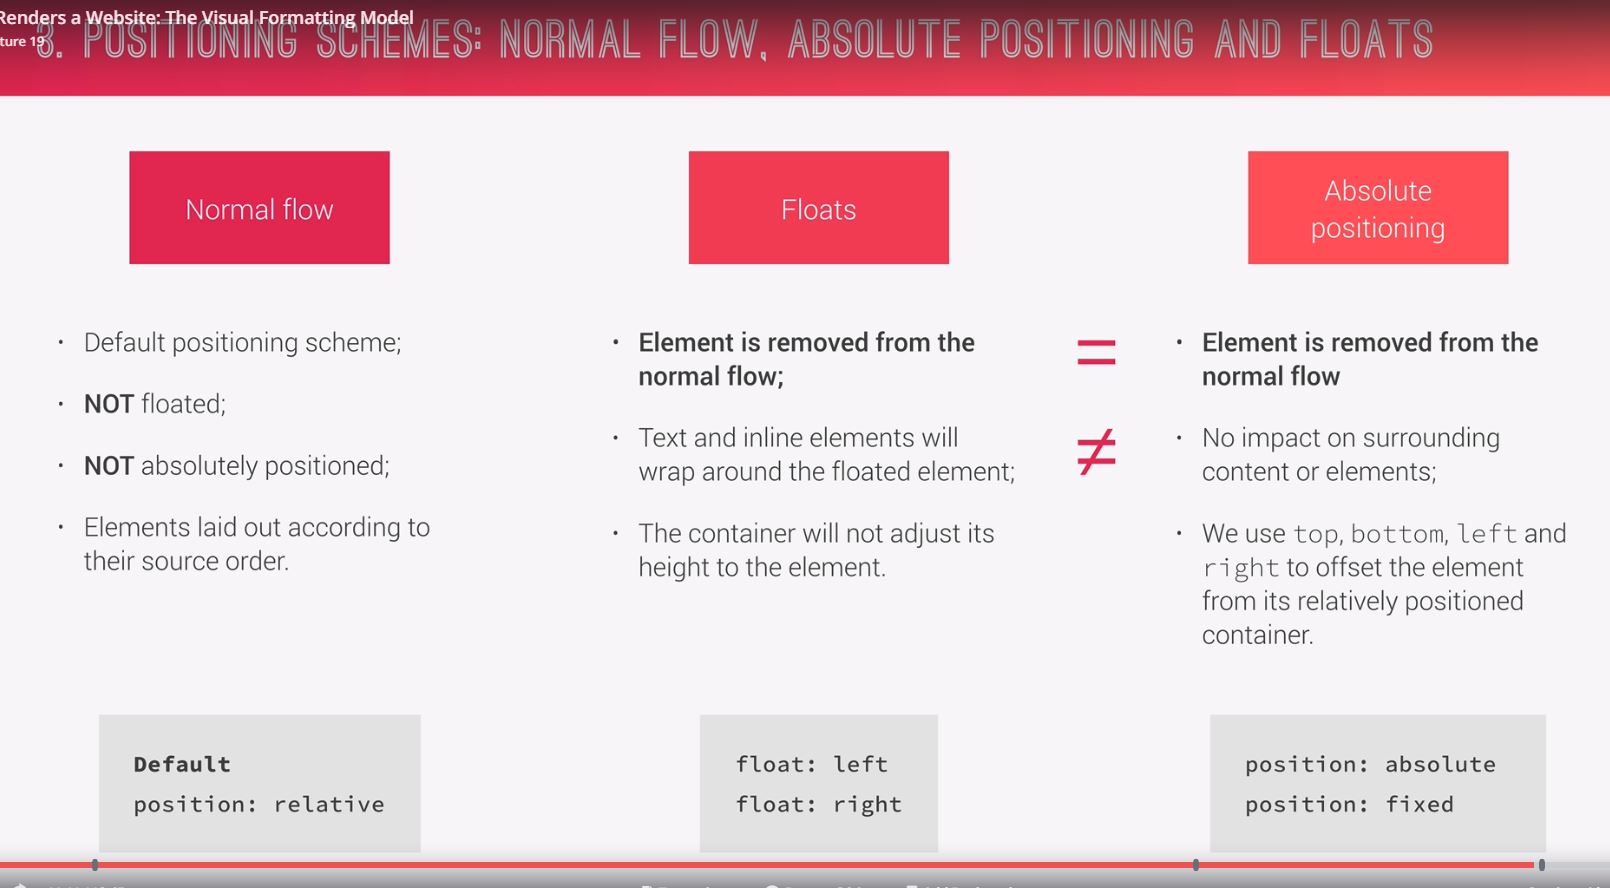 Renders a Website: The Visual Formatting Model
ture 19
3. POSITIONING SCHEMES: NORMAL FLOW, ABSOLUTE POSITIONING AND FLOATS
Normal flow
• Default positioning scheme;
• NOT floated;
• NOT absolutely positioned;
• Elements laid out according to
their source order.
Default
position: relative
Floats
• Element is removed from the
normal flow;
• Text and inline elements will
wrap around the floated element;
• The container will not adjust its
height to the element.
float: left
float: right
=
≠
Absolute
positioning
• Element is removed from the
normal flow
• No impact on surrounding
content or elements;
• We use top, bottom, left and
right to offset the element
from its relatively positioned
container.
position: absolute
position: fixed